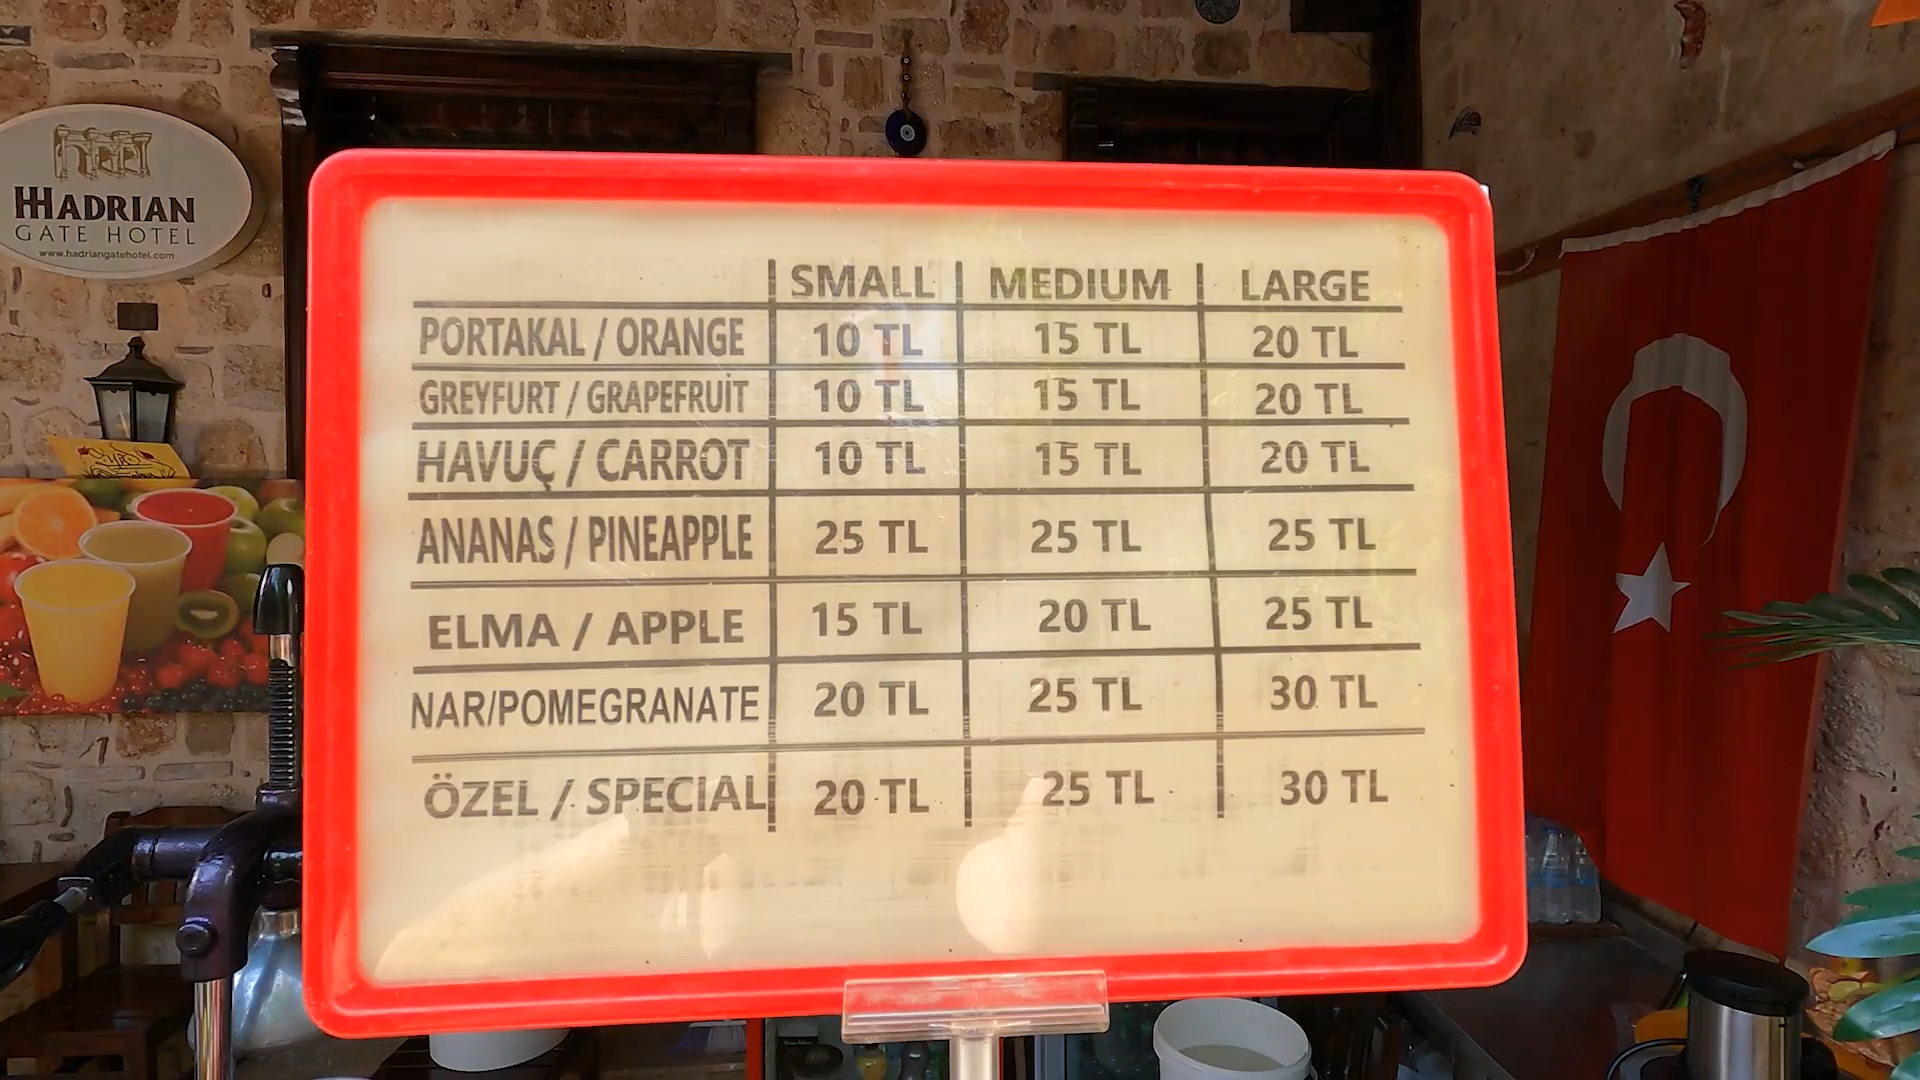 HHADRIAN
GATE HOTEL
www.hadriangatehotel.com
SMALL MEDIUM LARGE
PORTAKAL / ORANGE 10 TL 15 TL 20 TL
GREYFURT / GRAPEFRUİT 10 TL 15 TL 20 TL
HAVUÇ / CARROT 10 TL 15 TL 20 TL
ANANAS / PINEAPPLE 25 TL 25 TL 25 TL
ELMA / APPLE 15 TL 20 TL 25 TL
NAR/POMEGRANATE 20 TL 25 TL 30 TL
ÖZEL / SPECIAL 20 TL 25 TL 30 TL